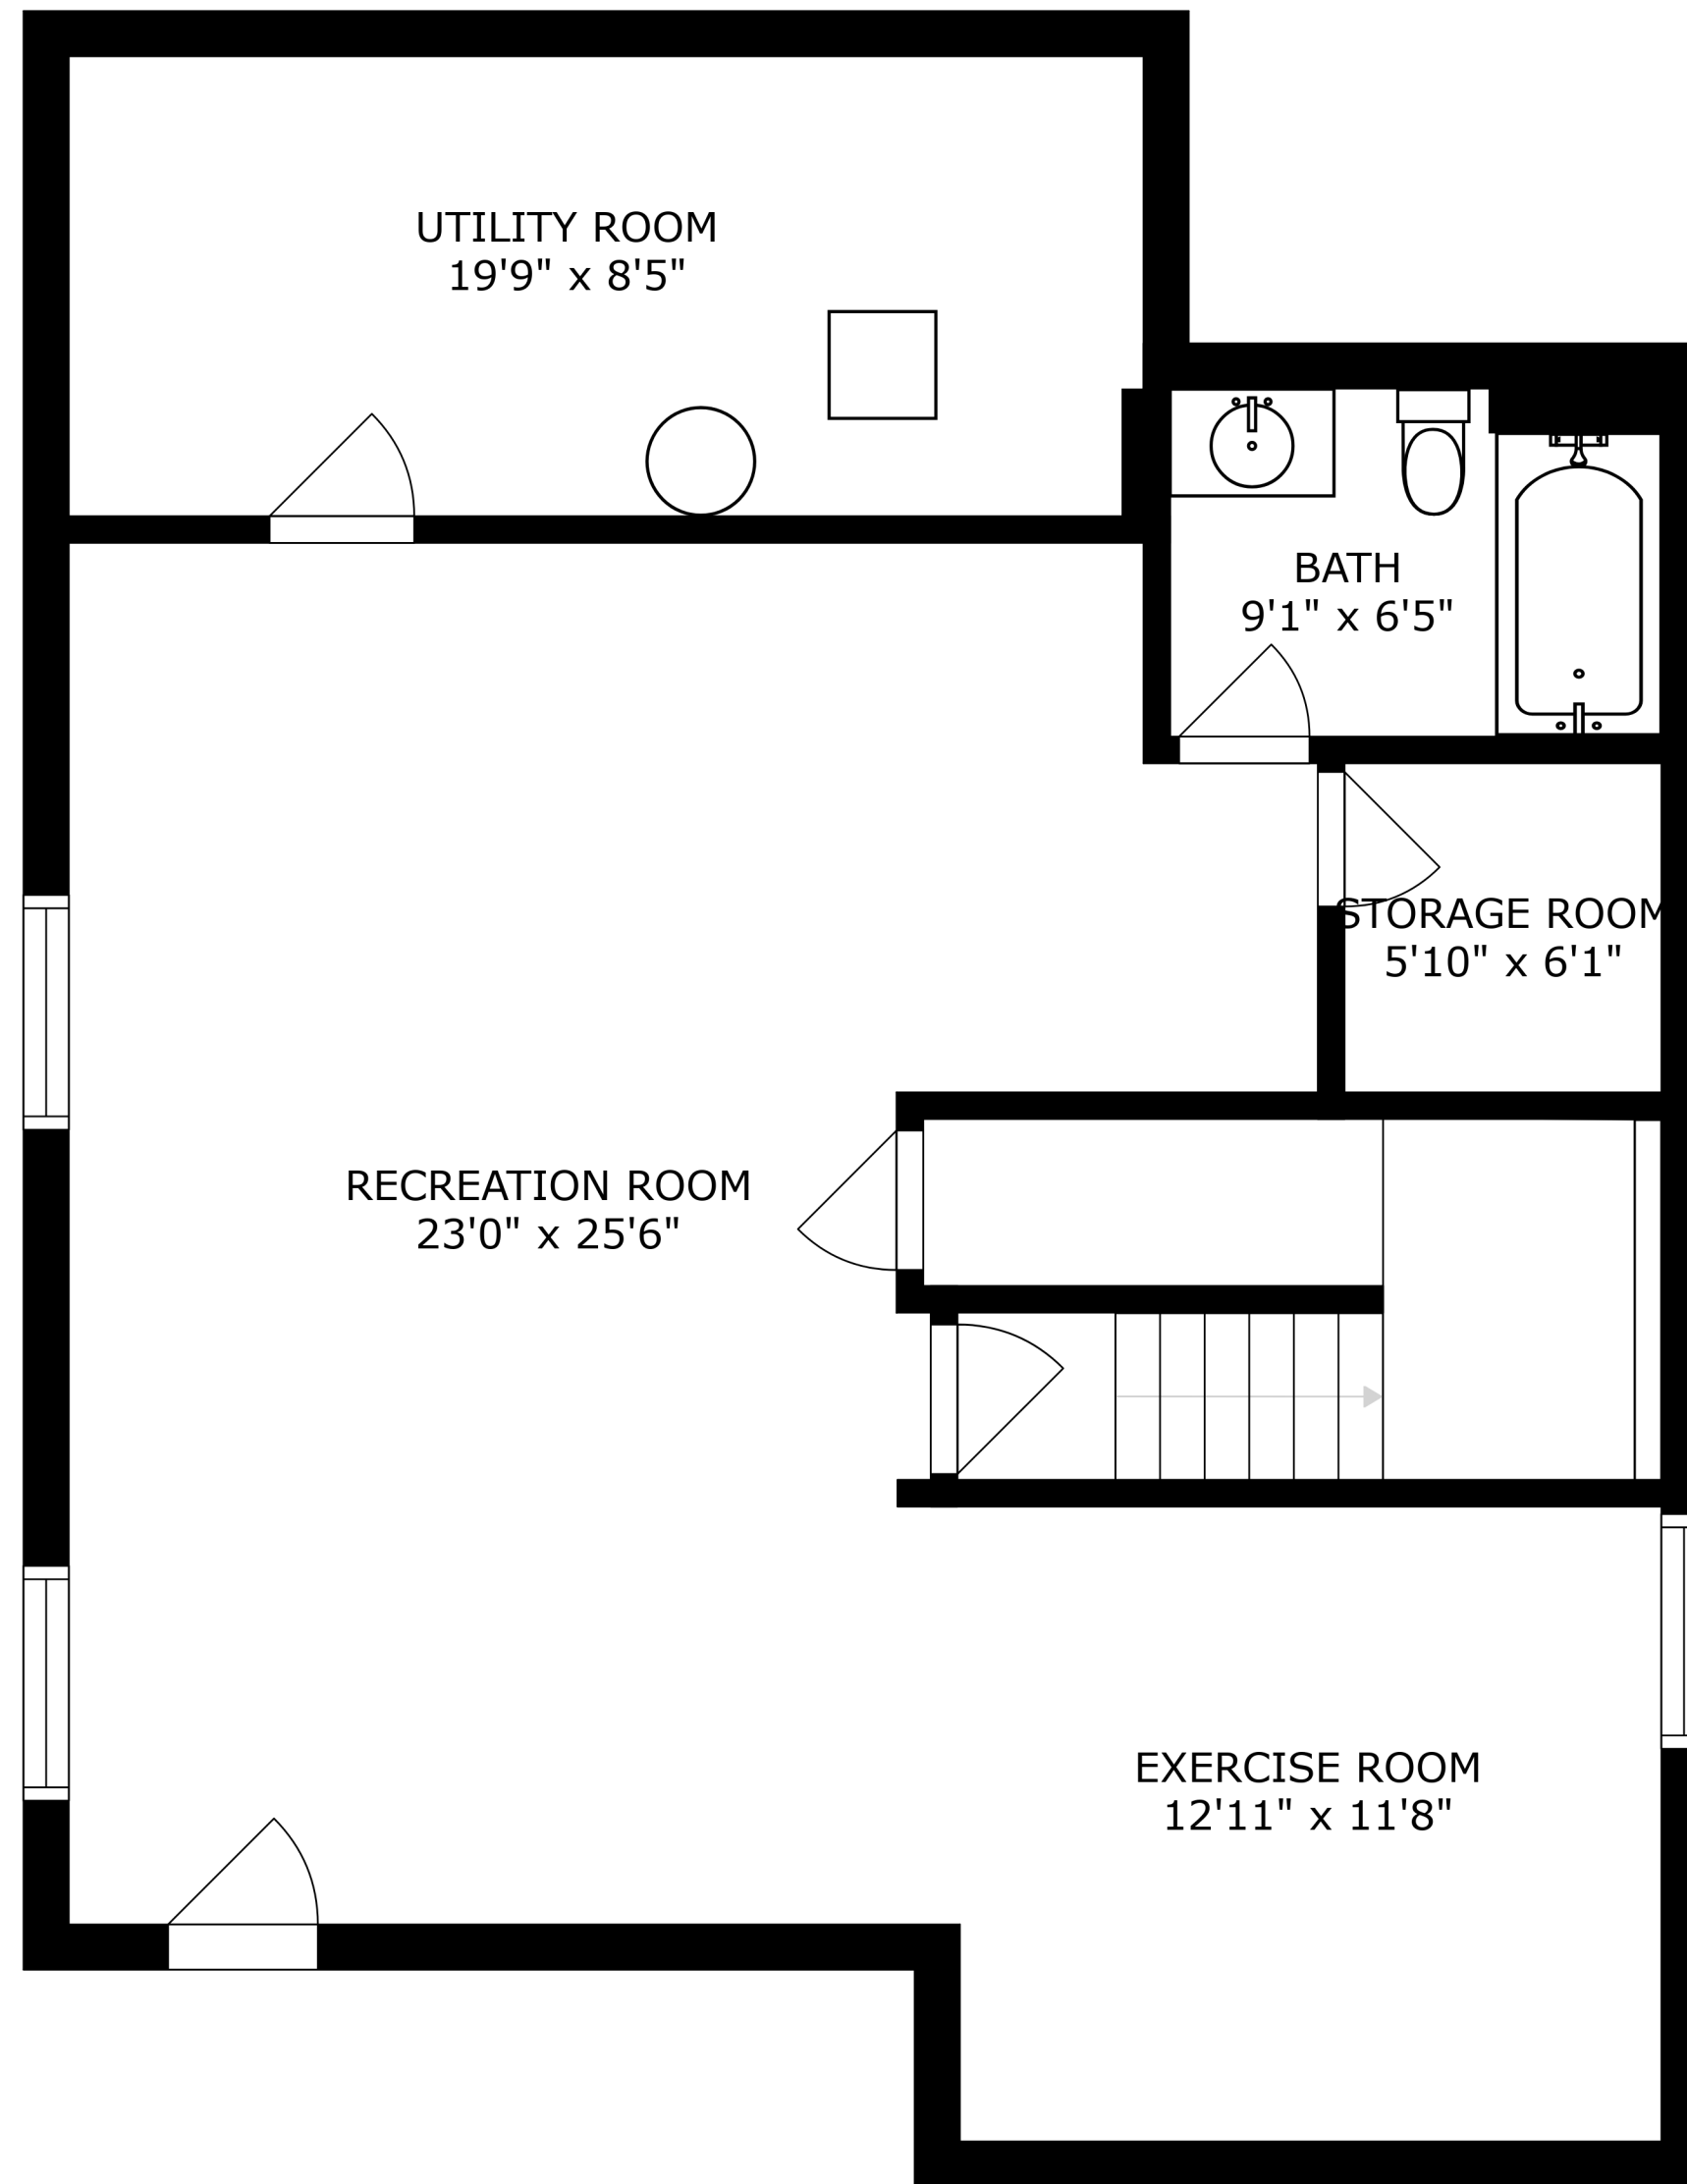 UTILITY ROOM
19'9" x 8'5"
BATH
9'1" x 6'5"
STORAGE ROOM
5'10" x 6'1"
RECREATION ROOM
23'0" x 25'6"
EXERCISE ROOM
12'11" x 11'8"